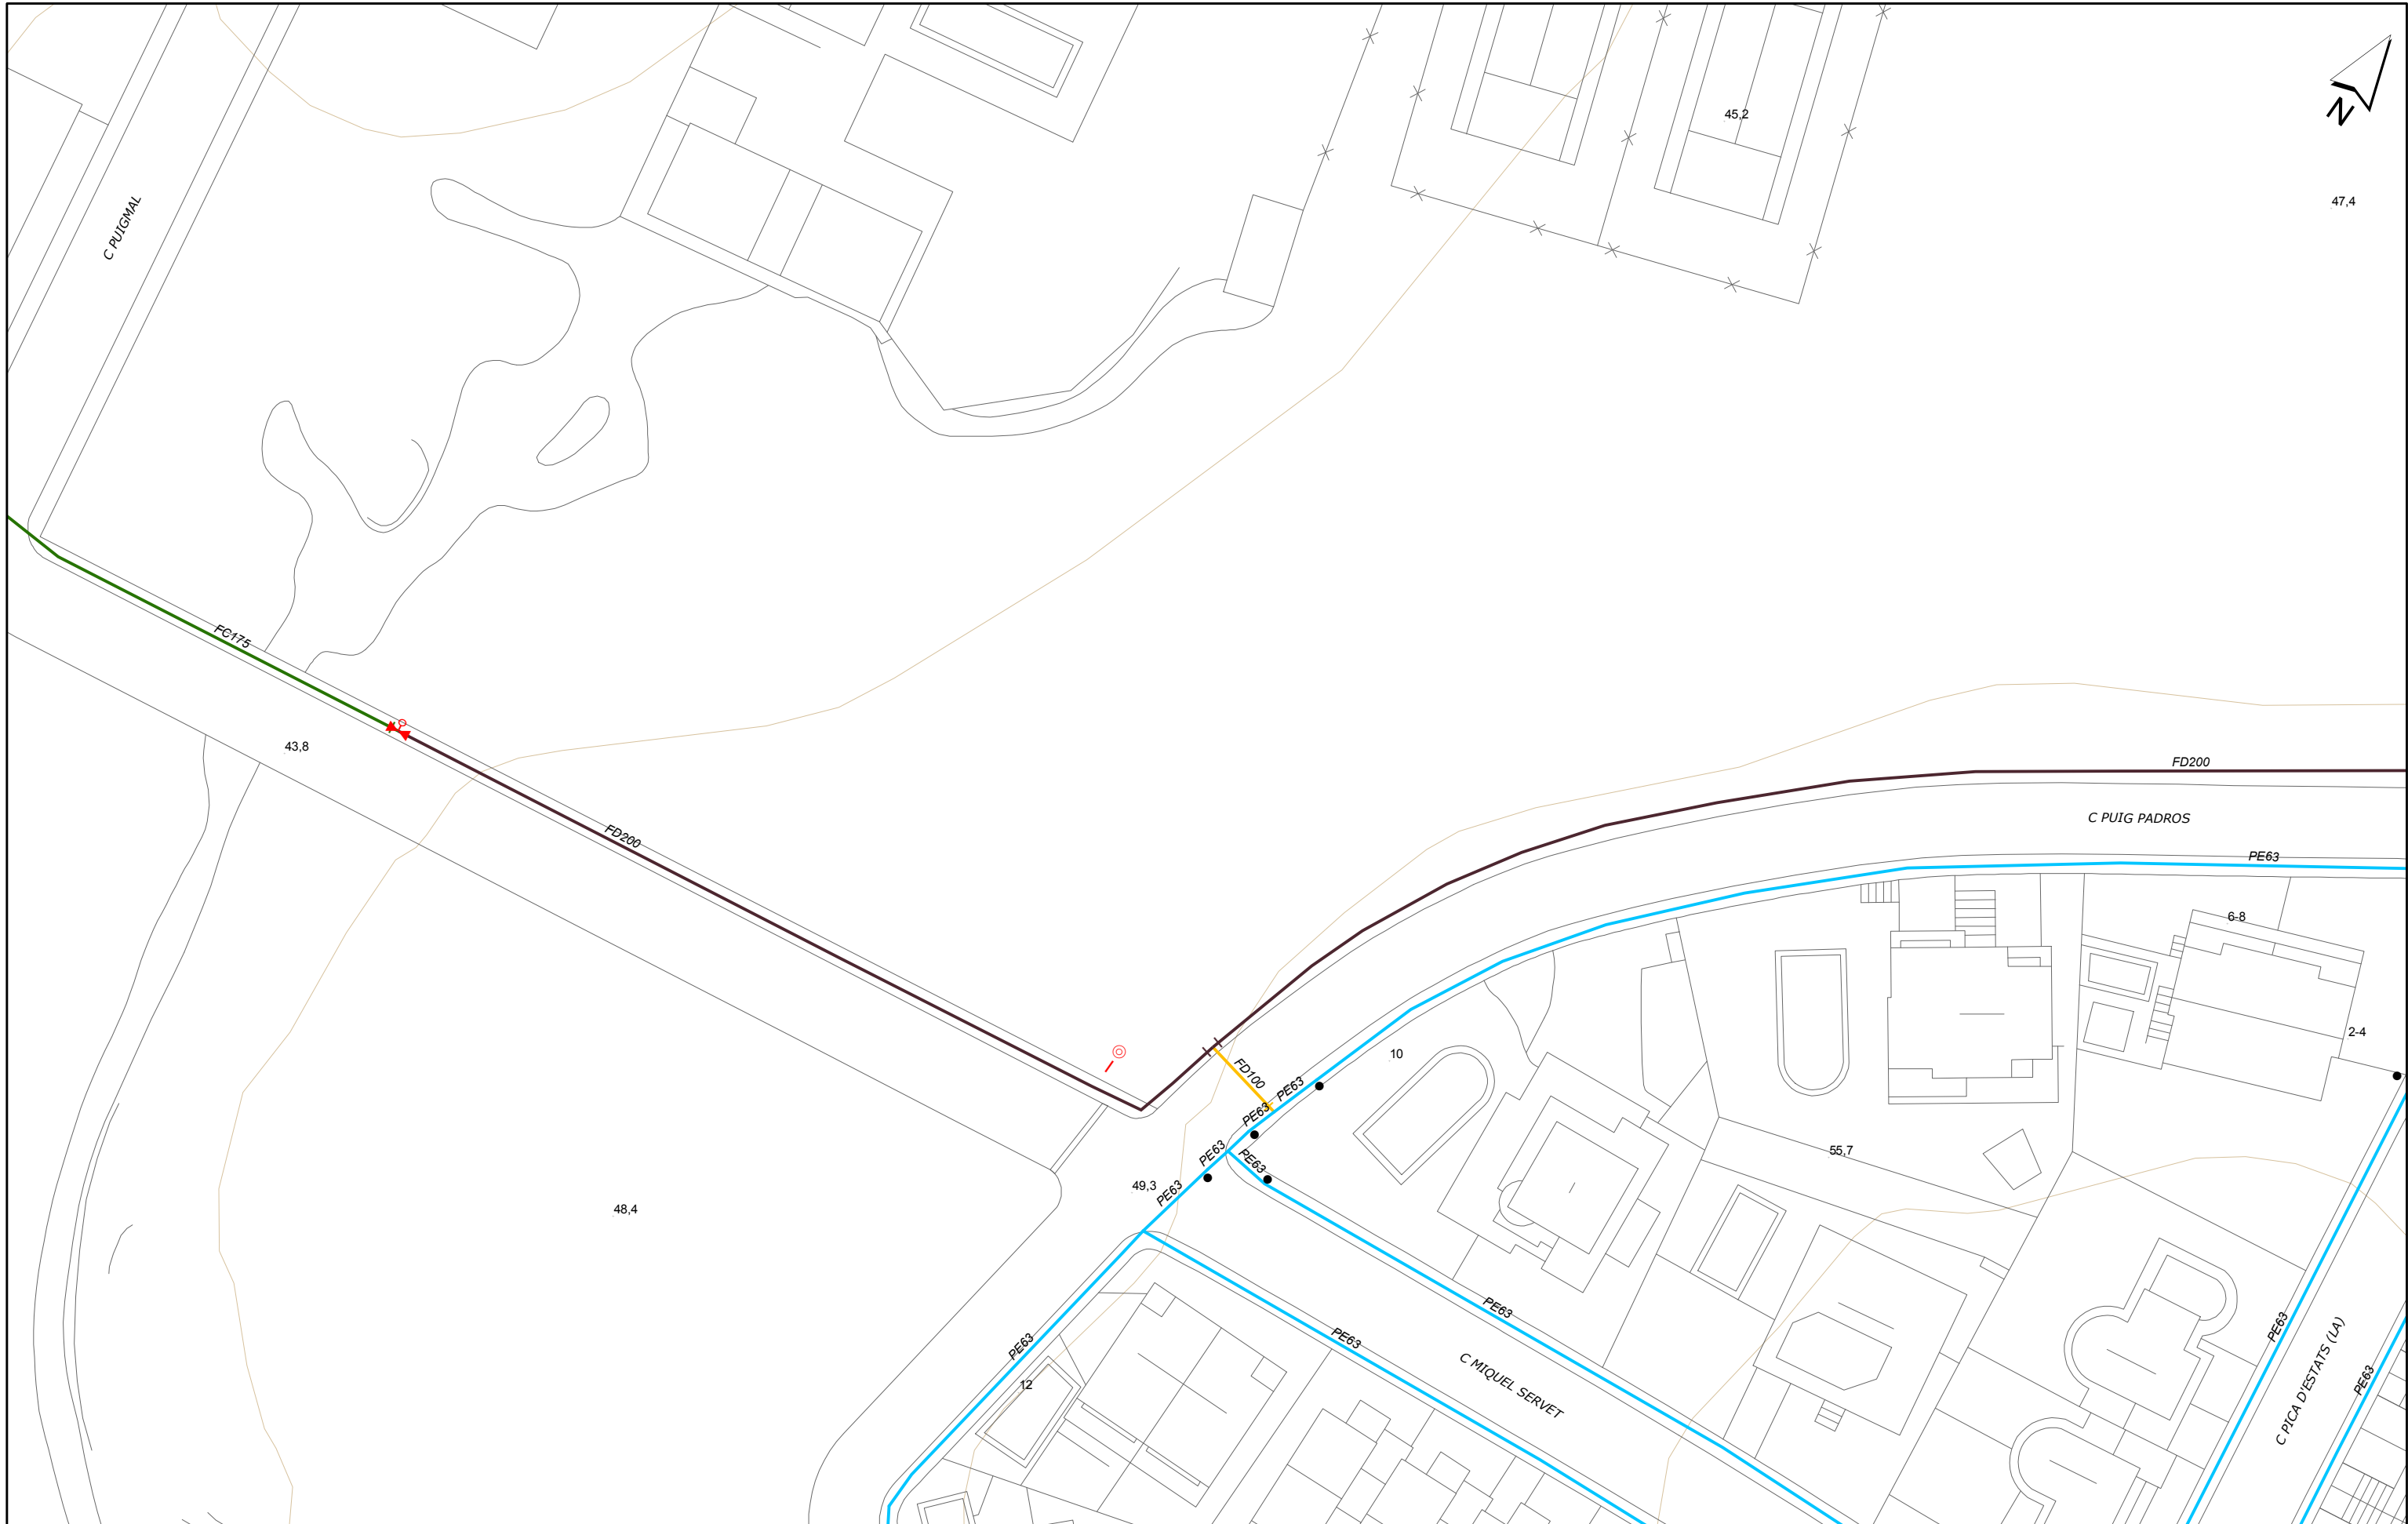 45,2
N
47,4
C PUIGMAL
FC175
43,8
FD200
FD200
C PUIG PADROS
PE63
6-8
2-4
10
FD100
PE63
PE63
PE63
PE63
PE63
49,3
55,7
48,4
PE63
PE63
PE63
PE63
12
C MIQUEL SERVET
C PICA D'ESTATS (LA)
PE63